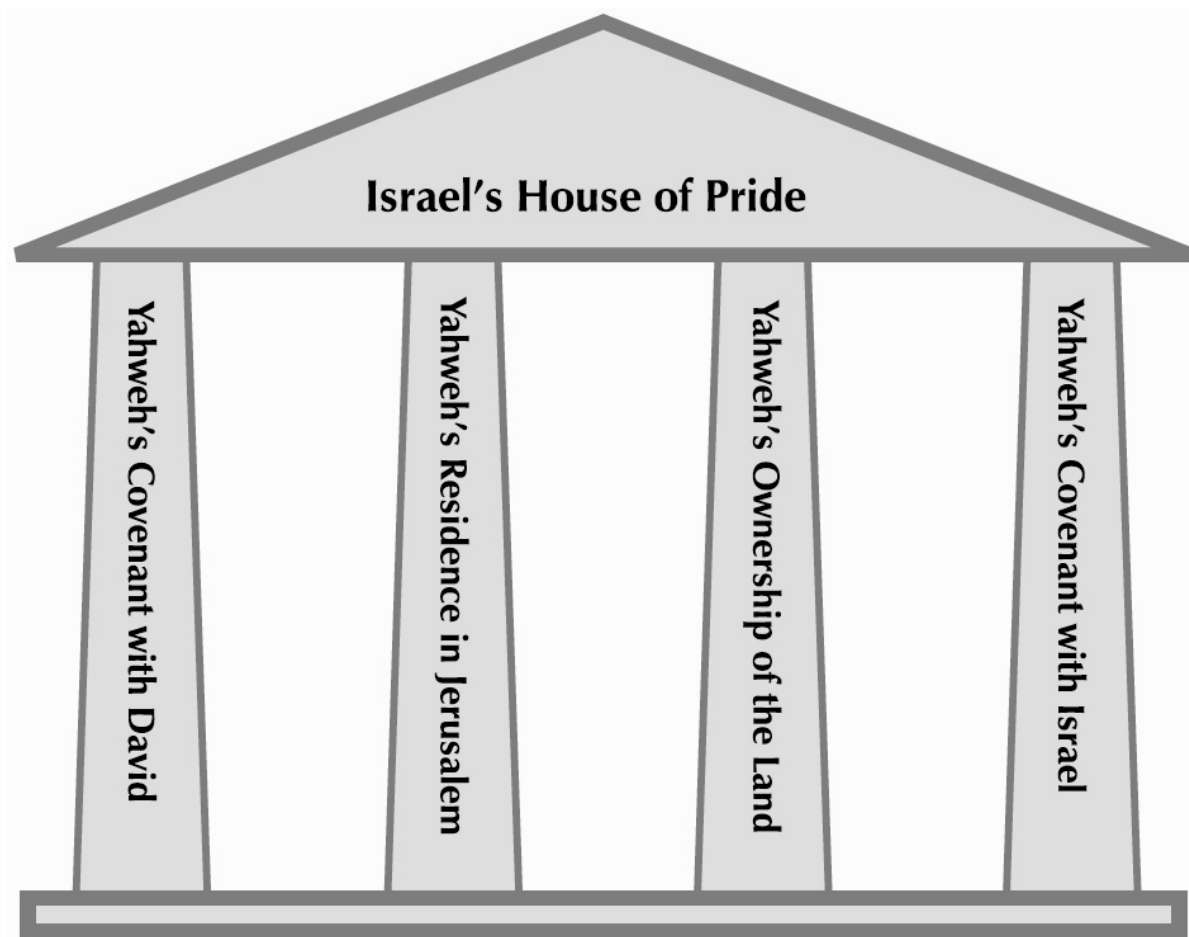 Israel’s House of Pride
Yahweh’s Covenant with David
Yahweh’s Residence in Jerusalem
Yahweh’s Ownership of the Land
Yahweh’s Covenant with Israel